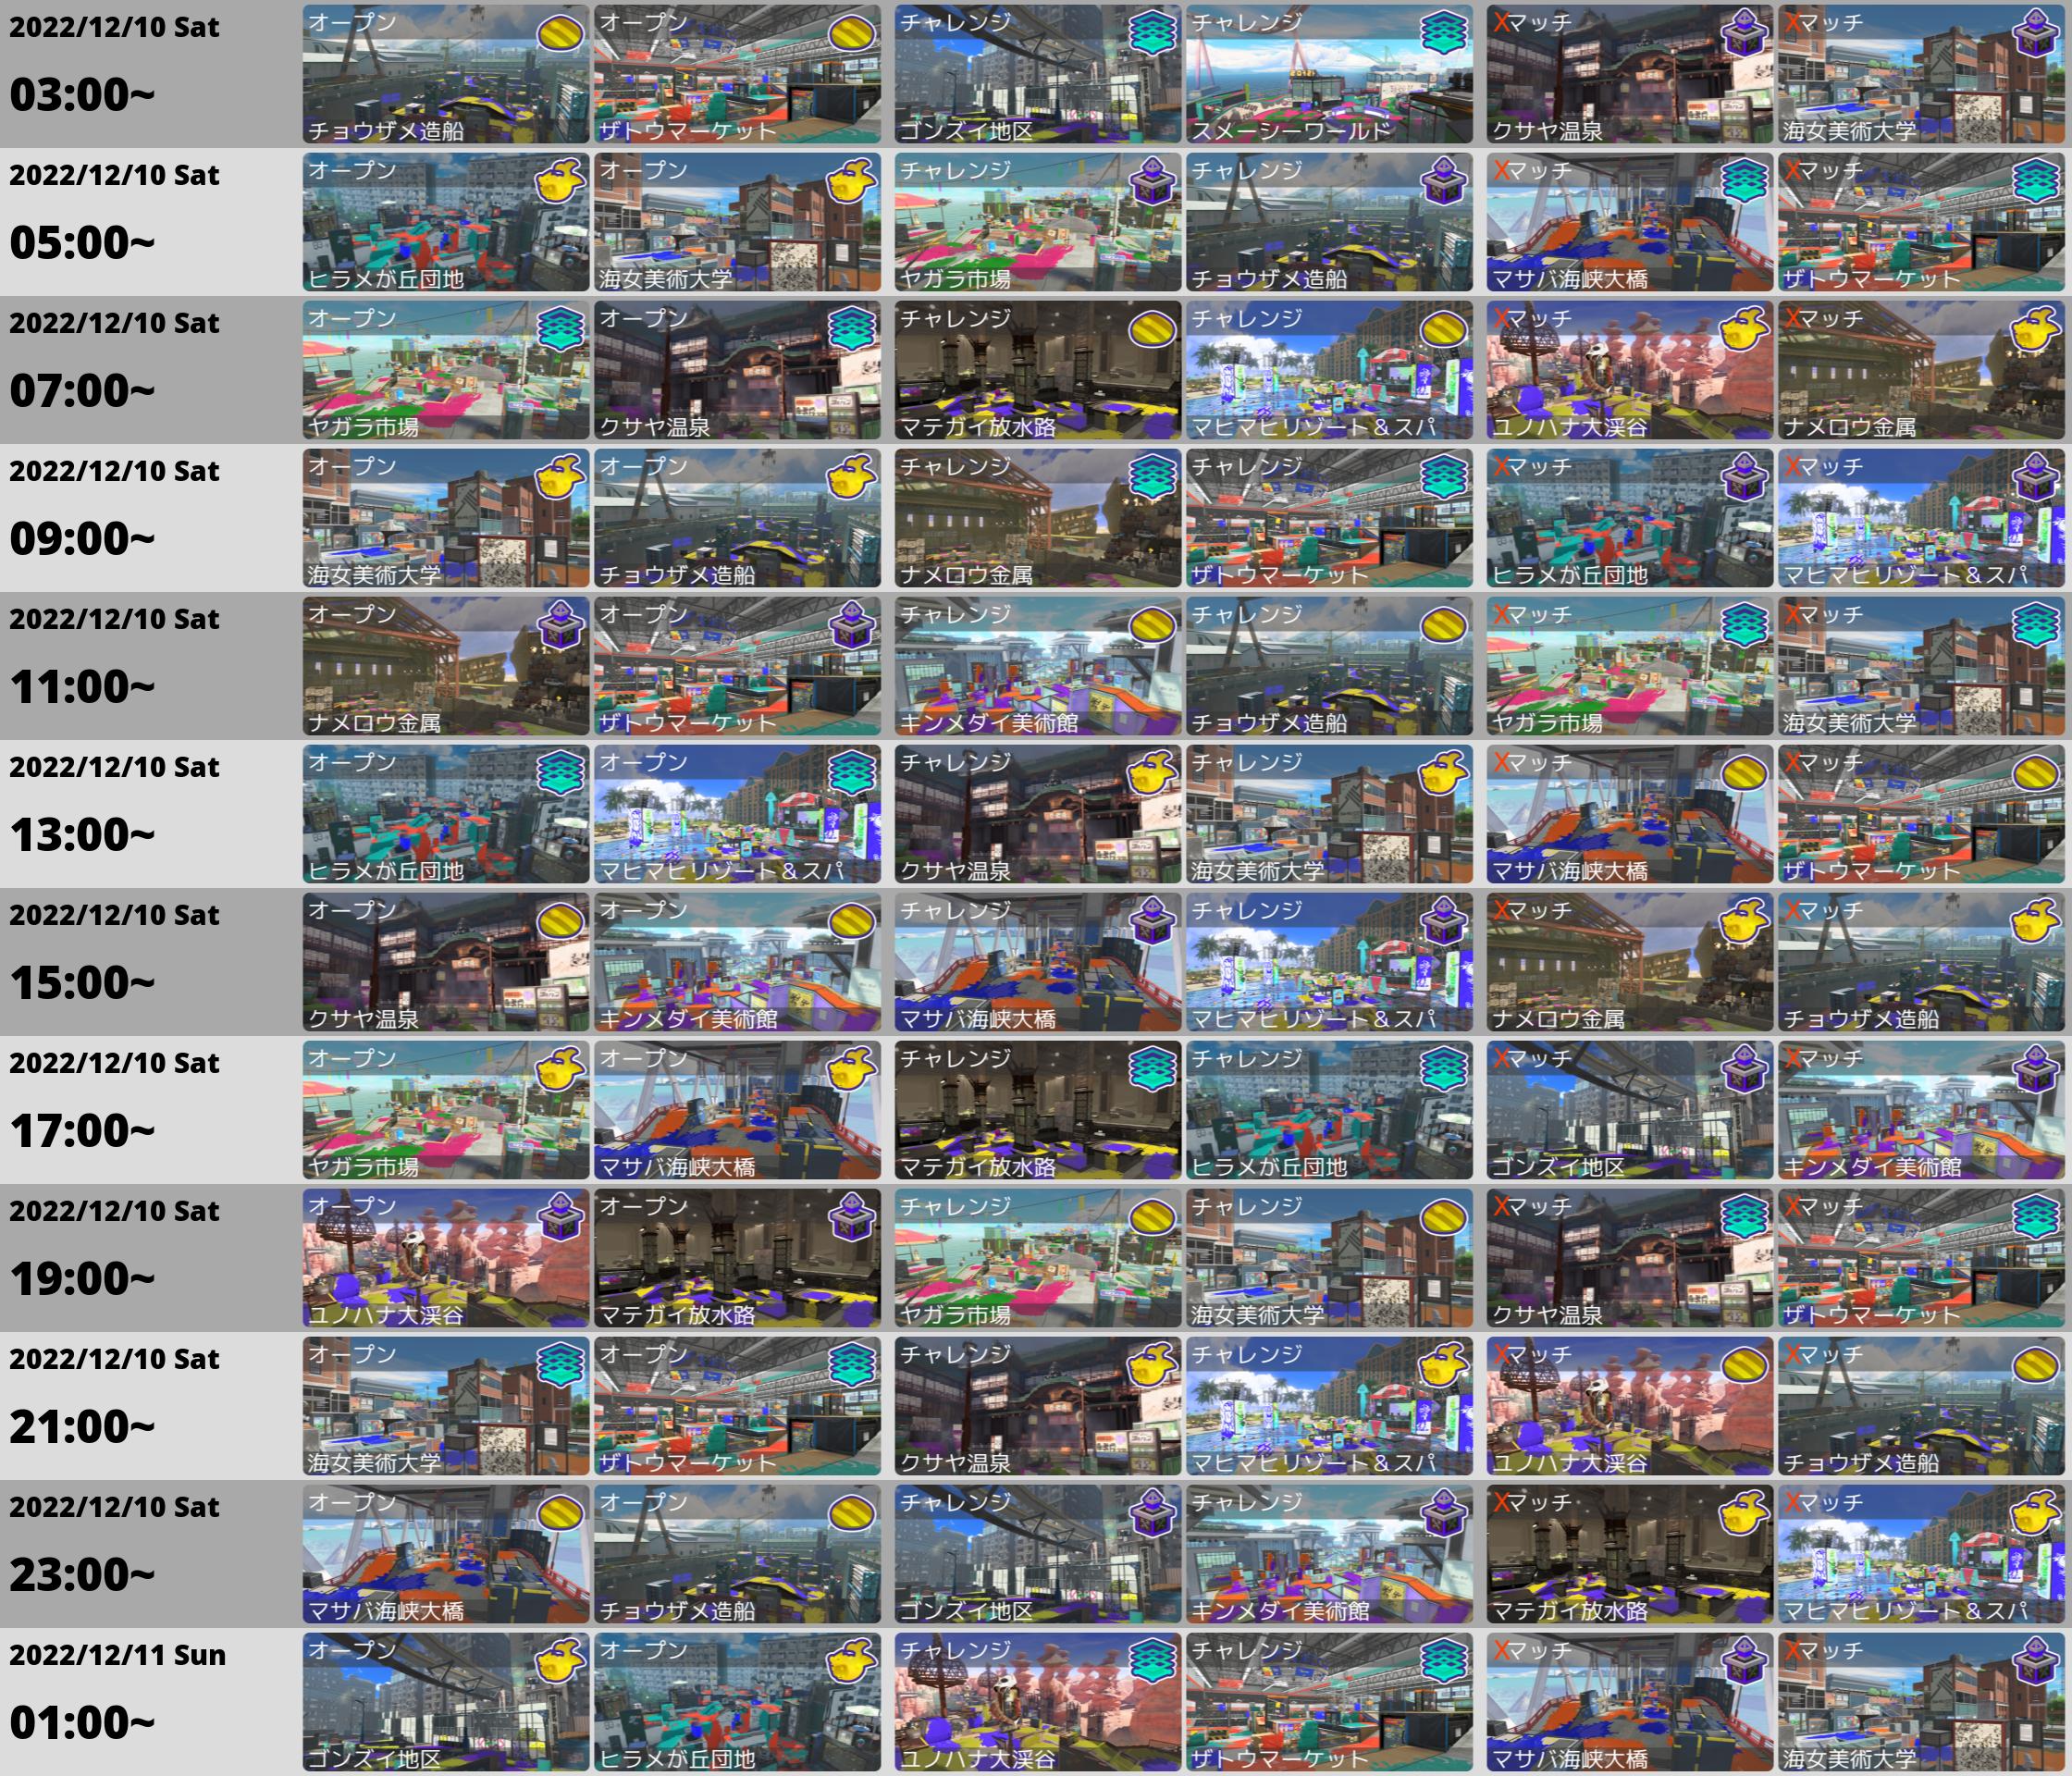 2022/12/10 Sat
03:00~
オープン
チョウザメ造船
オープン
ザトウマーケット
チャレンジ
ゴンズイ地区
チャレンジ
スメーシーワールド
Xマッチ
クサヤ温泉
Xマッチ
海女美術大学
2022/12/10 Sat
05:00~
オープン
ヒラメが丘団地
オープン
海女美術大学
チャレンジ
ヤガラ市場
チャレンジ
チョウザメ造船
Xマッチ
マサバ海峡大橋
Xマッチ
ザトウマーケット
2022/12/10 Sat
07:00~
オープン
ヤガラ市場
オープン
クサヤ温泉
チャレンジ
マテガイ放水路
チャレンジ
マヒマヒリゾート＆スパ
Xマッチ
ユノハナ大渓谷
Xマッチ
ナメロウ金属
2022/12/10 Sat
09:00~
オープン
海女美術大学
オープン
チョウザメ造船
チャレンジ
ナメロウ金属
チャレンジ
ザトウマーケット
Xマッチ
ヒラメが丘団地
Xマッチ
マヒマヒリゾート＆スパ
2022/12/10 Sat
11:00~
オープン
ナメロウ金属
オープン
ザトウマーケット
チャレンジ
キンメダイ美術館
チャレンジ
チョウザメ造船
Xマッチ
ヤガラ市場
Xマッチ
海女美術大学
2022/12/10 Sat
13:00~
オープン
ヒラメが丘団地
オープン
マヒマヒリゾート＆スパ
チャレンジ
クサヤ温泉
チャレンジ
海女美術大学
Xマッチ
マサバ海峡大橋
Xマッチ
ザトウマーケット
2022/12/10 Sat
15:00~
オープン
クサヤ温泉
オープン
キンメダイ美術館
チャレンジ
マサバ海峡大橋
チャレンジ
マヒマヒリゾート＆スパ
Xマッチ
ナメロウ金属
Xマッチ
チョウザメ造船
2022/12/10 Sat
17:00~
オープン
ヤガラ市場
オープン
マサバ海峡大橋
チャレンジ
マテガイ放水路
チャレンジ
ヒラメが丘団地
Xマッチ
ゴンズイ地区
Xマッチ
キンメダイ美術館
2022/12/10 Sat
19:00~
オープン
ユノハナ大渓谷
オープン
マテガイ放水路
チャレンジ
ヤガラ市場
チャレンジ
海女美術大学
Xマッチ
クサヤ温泉
Xマッチ
ザトウマーケット
2022/12/10 Sat
21:00~
オープン
海女美術大学
オープン
ザトウマーケット
チャレンジ
クサヤ温泉
チャレンジ
マヒマヒリゾート＆スパ
Xマッチ
ユノハナ大渓谷
Xマッチ
チョウザメ造船
2022/12/10 Sat
23:00~
オープン
マサバ海峡大橋
オープン
チョウザメ造船
チャレンジ
ゴンズイ地区
チャレンジ
キンメダイ美術館
Xマッチ
マテガイ放水路
Xマッチ
マヒマヒリゾート＆スパ
2022/12/11 Sun
01:00~
オープン
ゴンズイ地区
オープン
ヒラメが丘団地
チャレンジ
ユノハナ大渓谷
チャレンジ
ザトウマーケット
Xマッチ
マサバ海峡大橋
Xマッチ
海女美術大学